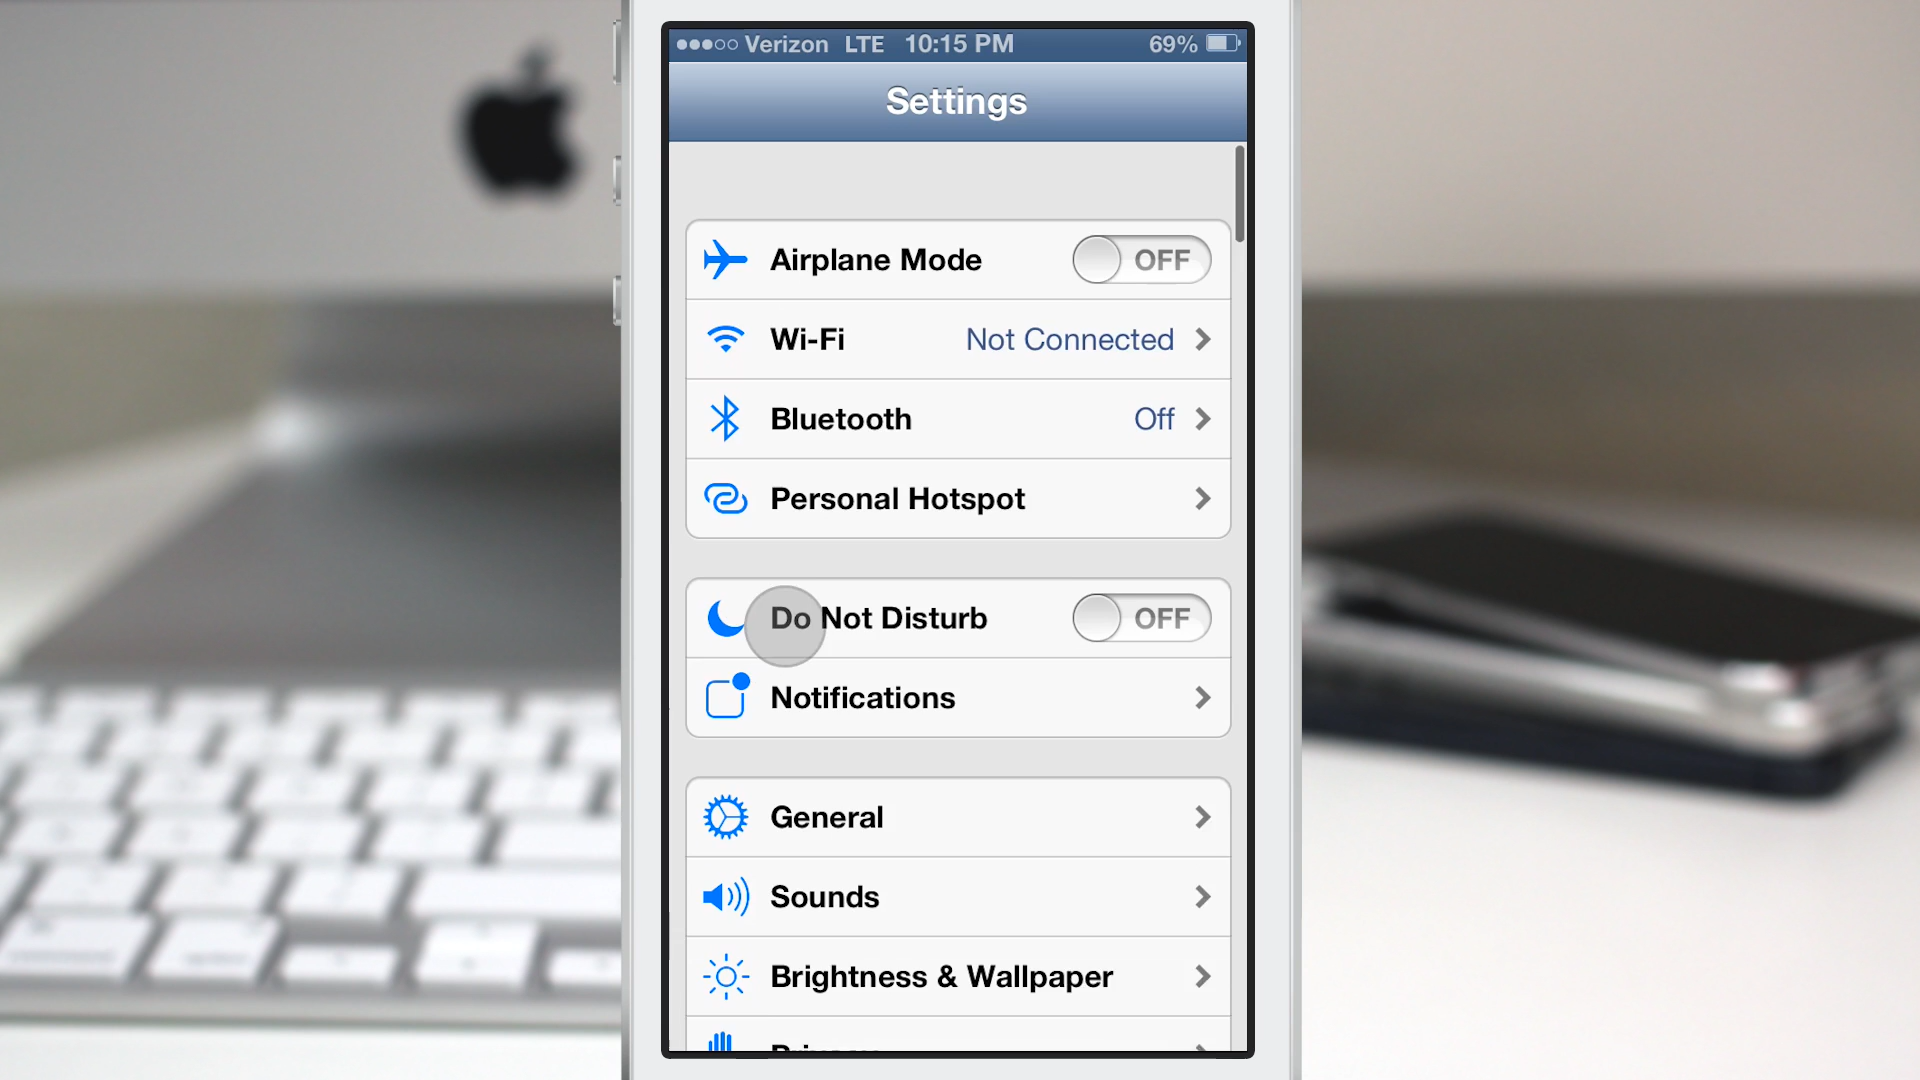 Verizon LTE 10:15 PM 69%
Settings
Airplane Mode OFF
Wi-Fi Not Connected
Bluetooth Off
Personal Hotspot
Do Not Disturb OFF
Notifications
General
Sounds
Brightness & Wallpaper